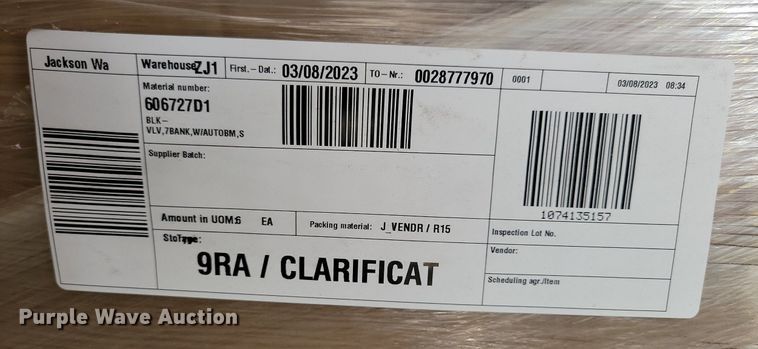 Jackson Wa
Warehouse ZJ1
First.-Dat.: 03/08/2023
TO-Nr.: 0028777970
0001
03/08/2023 08:34
Material number:
606727D1
BLK-
VLV,7BANK,W/AUTOBM,S
Supplier Batch:
1074135157
Amount in UOM:6 EA
Packing material: J_VENDR / R15
Inspection Lot No.
Vendor:
9RA / CLARIFICAT
Scheduling agr./Item
Purple Wave Auction